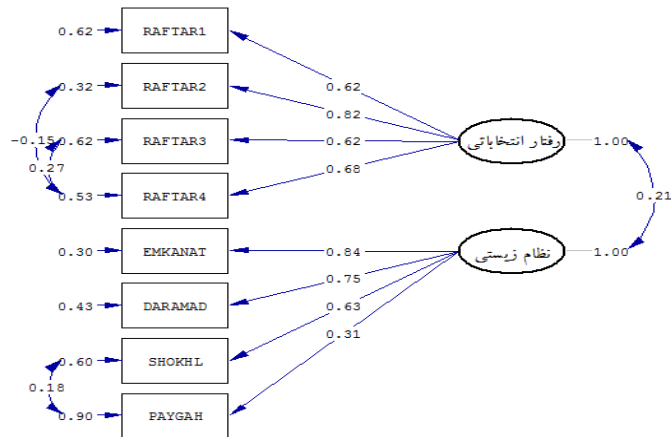 0.62 RAFTAR1
0.32 RAFTAR2
0.62
0.82
-0.15 0.62 RAFTAR3 0.62 رفتار انتخاباتی 1.00
0.27
0.68
0.53 RAFTAR4
0.21
0.30 EMKANAT 0.84 نظام زیستی 1.00
0.75
0.43 DARAMAD 0.63
0.31
0.60 SHOKHL
0.18
0.90 PAYGAH